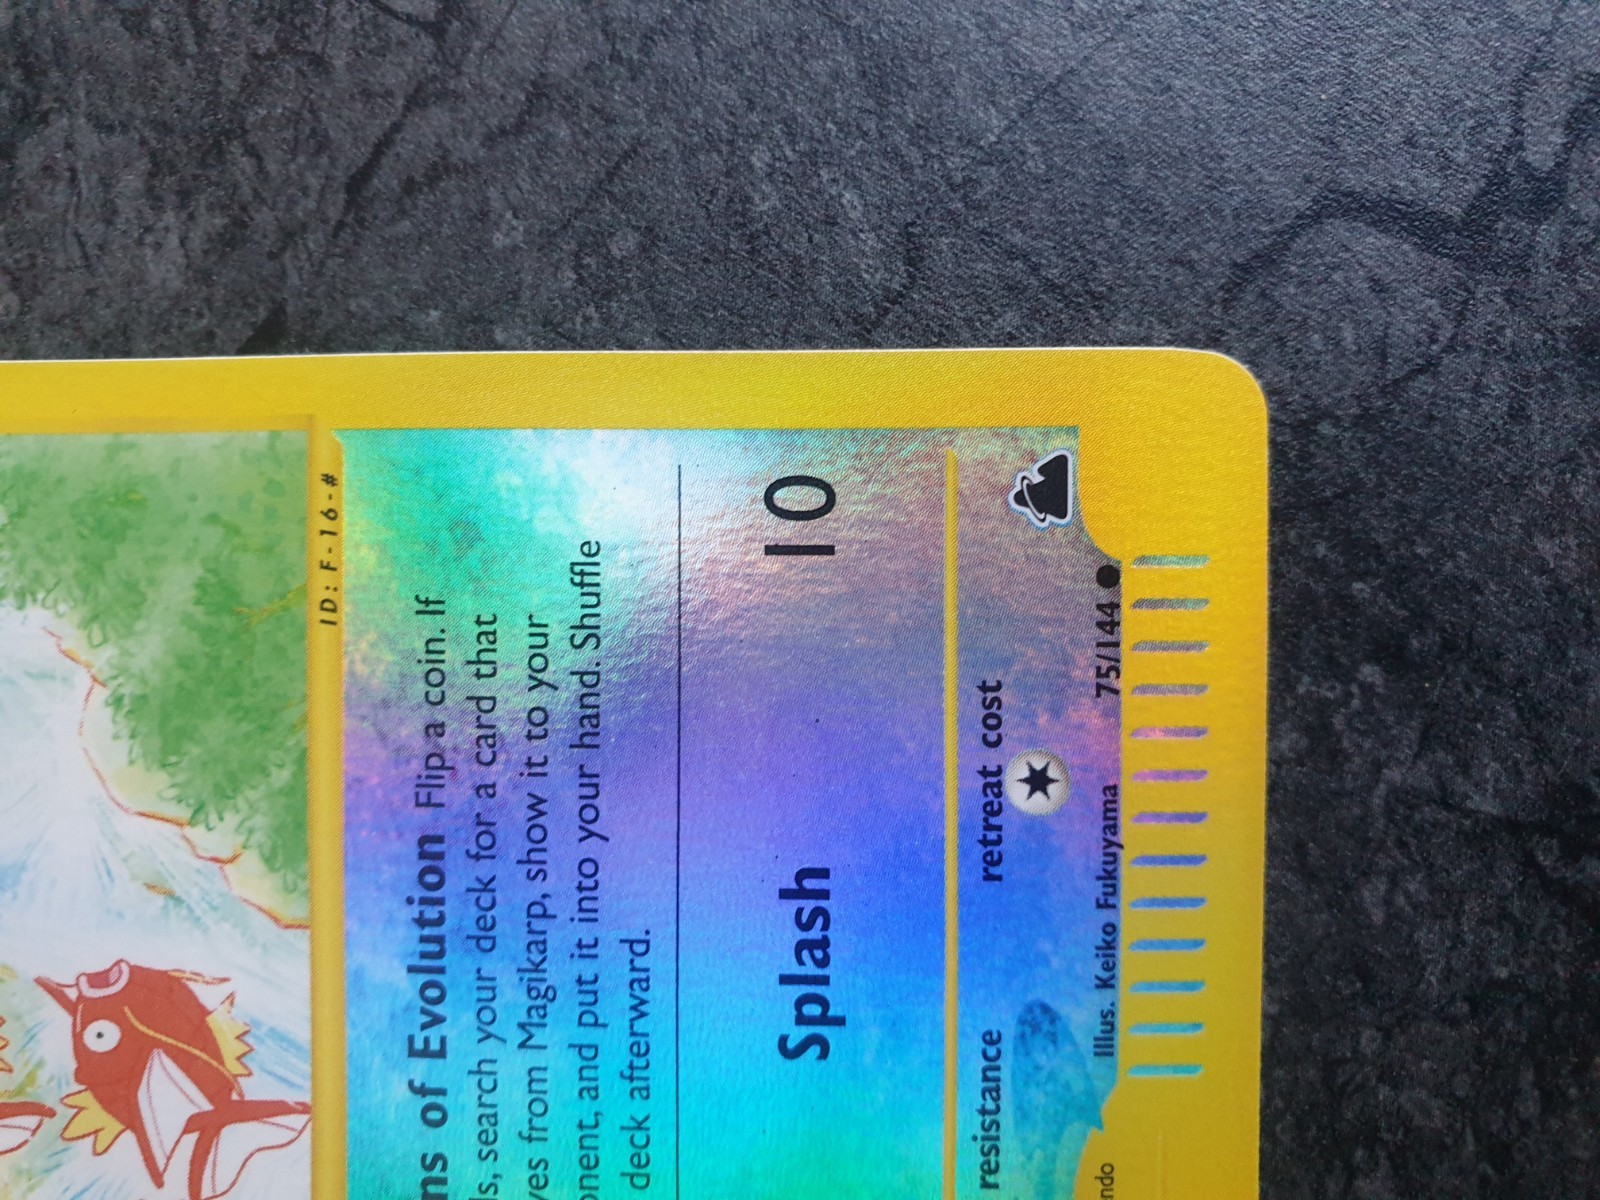 ID: F-16-#
ns of Evolution Flip a coin. If
ls, search your deck for a card that
ves from Magikarp, show it to your
onent, and put it into your hand. Shuffle
deck afterward.
Splash 10
resistance retreat cost
Illus. Keiko Fukuyama 75/144 ●
ndo